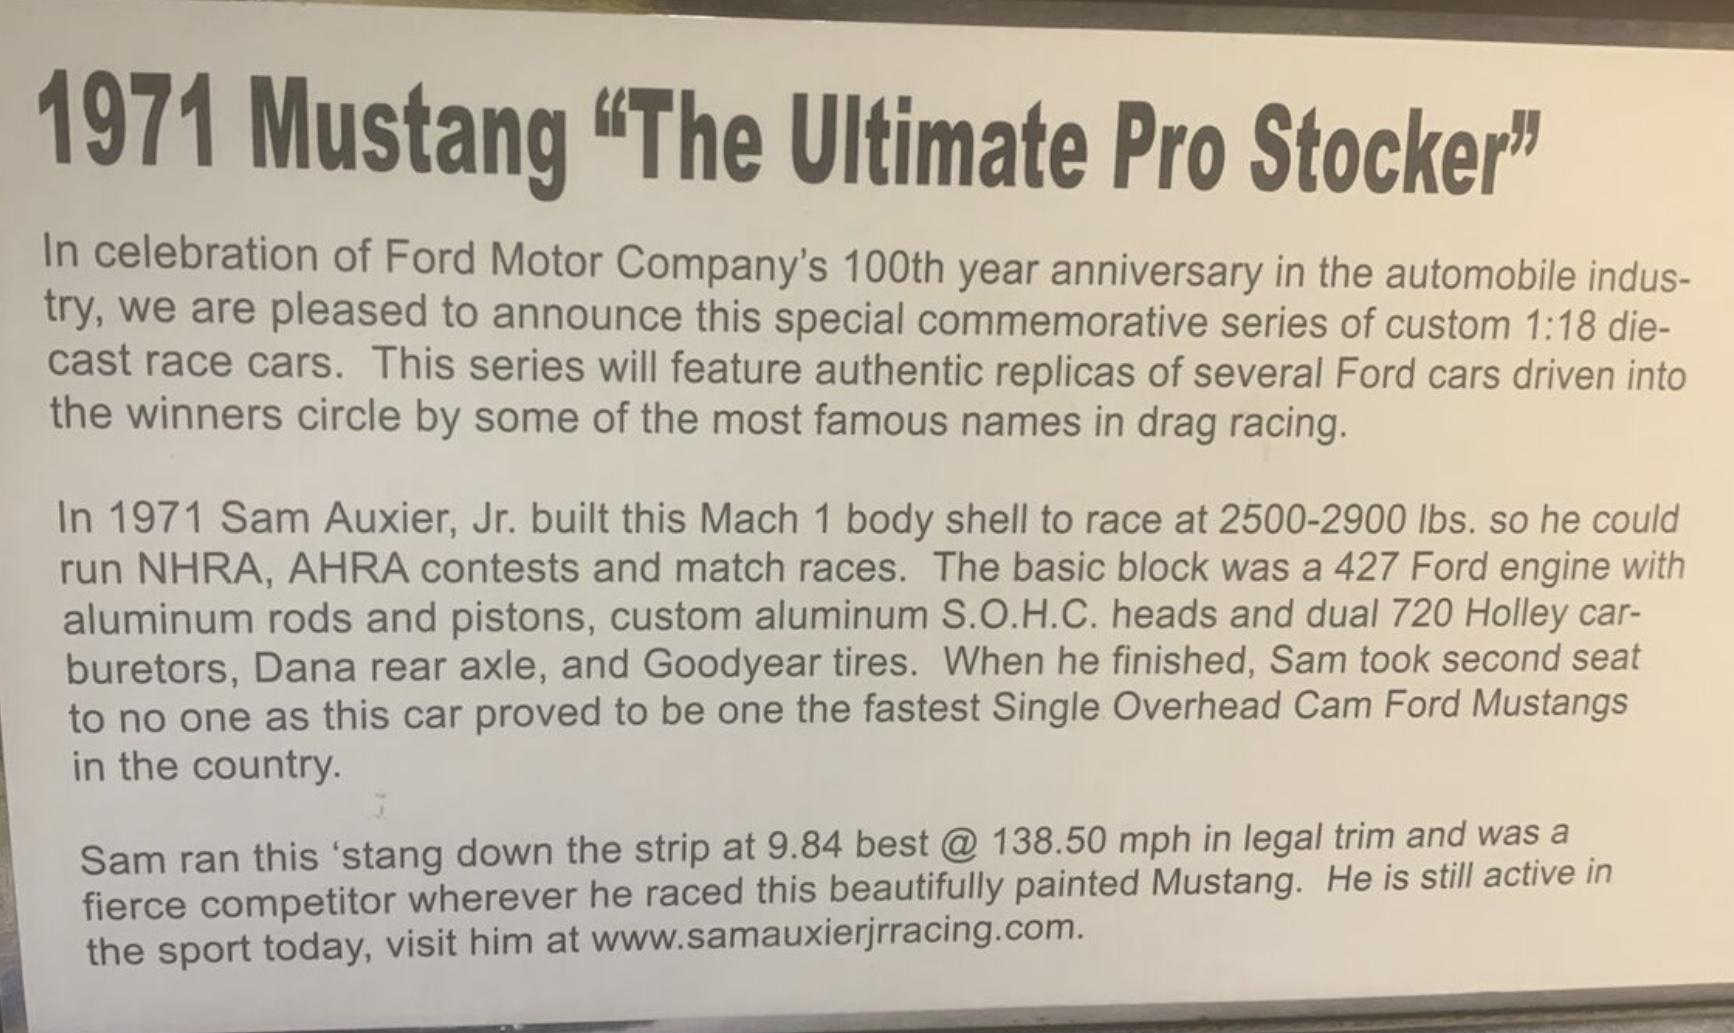 1971 Mustang “The Ultimate Pro Stocker”
In celebration of Ford Motor Company’s 100th year anniversary in the automobile indus-
try, we are pleased to announce this special commemorative series of custom 1:18 die-
cast race cars.  This series will feature authentic replicas of several Ford cars driven into
the winners circle by some of the most famous names in drag racing.
In 1971 Sam Auxier, Jr. built this Mach 1 body shell to race at 2500-2900 lbs. so he could
run NHRA, AHRA contests and match races.  The basic block was a 427 Ford engine with
aluminum rods and pistons, custom aluminum S.O.H.C. heads and dual 720 Holley car-
buretors, Dana rear axle, and Goodyear tires.  When he finished, Sam took second seat
to no one as this car proved to be one the fastest Single Overhead Cam Ford Mustangs
in the country.
Sam ran this ‘stang down the strip at 9.84 best @ 138.50 mph in legal trim and was a
fierce competitor wherever he raced this beautifully painted Mustang.  He is still active in
the sport today, visit him at www.samauxierjrracing.com.